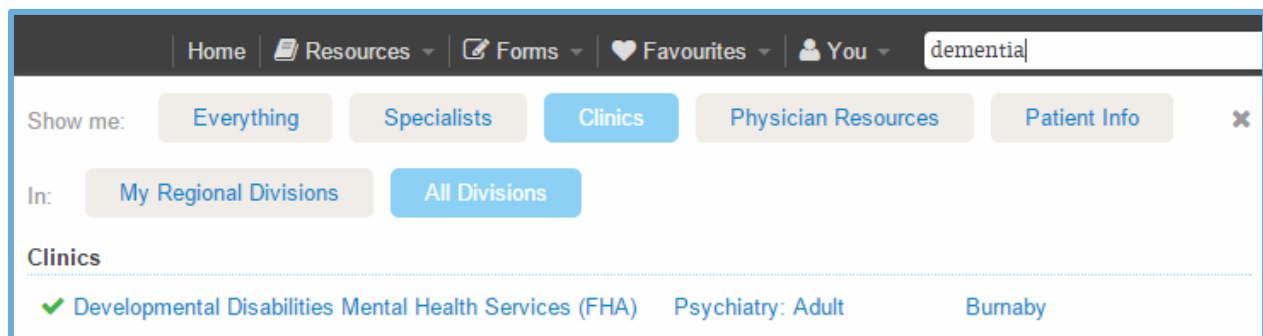 Home Resources Forms Favourites You dementia
Show me: Everything Specialists Clinics Physician Resources Patient Info
In: My Regional Divisions All Divisions
Clinics
Developmental Disabilities Mental Health Services (FHA) Psychiatry: Adult Burnaby